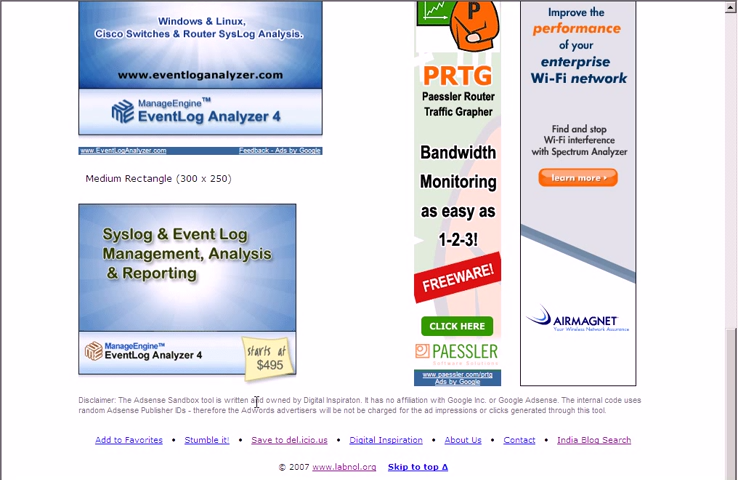 Windows & Linux,
Cisco Switches & Router SysLog Analysis.
www.eventloganalyzer.com
ManageEngine™
EventLog Analyzer 4
www.EventLogAnalyzer.com
Feedback - Ads by Google
Medium Rectangle (300 x 250)
Syslog & Event Log
Management, Analysis
& Reporting
ManageEngine™
EventLog Analyzer 4
starts at
$495
P
PRTG
Paessler Router
Traffic Grapher
Bandwidth
Monitoring
as easy as
1-2-3!
FREEWARE!
CLICK HERE
PAESSLER
www.paessler.com/prtg
Ads by Google
Improve the
performance
of your
enterprise
Wi-Fi network
Find and stop
Wi-Fi interference
with Spectrum Analyzer
learn more ›
AIRMAGNET
Your Wireless Network Assurance
Disclaimer: The Adsense Sandbox tool is written and owned by Digital Inspiraton. It has no affiliation with Google Inc. or Google Adsense. The internal code uses
random Adsense Publisher IDs - therefore the Adwords advertisers will be not be charged for the ad impressions or clicks generated through this tool.
Add to Favorites • Stumble it! • Save to del.icio.us • Digital Inspiration • About Us • Contact • India Blog Search
© 2007 www.labnol.org Skip to top Δ